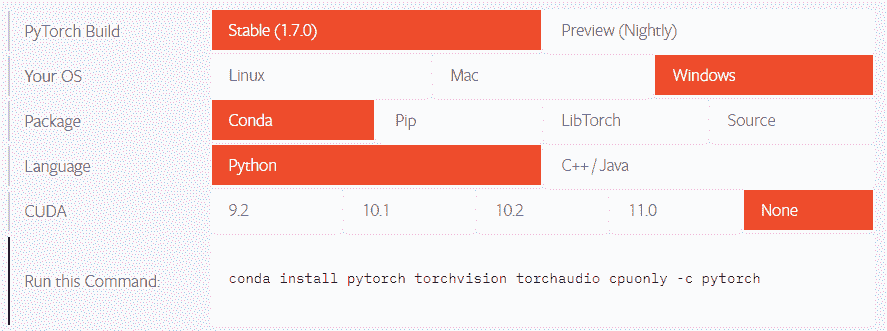 PyTorch Build Stable (1.7.0) Preview (Nightly)
Your OS Linux Mac Windows
Package Conda Pip LibTorch Source
Language Python C++ / Java
CUDA 9.2 10.1 10.2 11.0 None
Run this Command: conda install pytorch torchvision torchaudio cpuonly -c pytorch